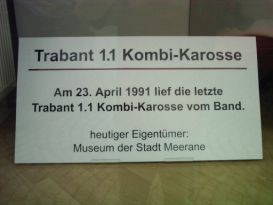 Trabant 1.1 Kombi-Karosse
Am 23. April 1991 lief die letzte
Trabant 1.1 Kombi-Karosse vom Band.
heutiger Eigentümer:
Museum der Stadt Meerane